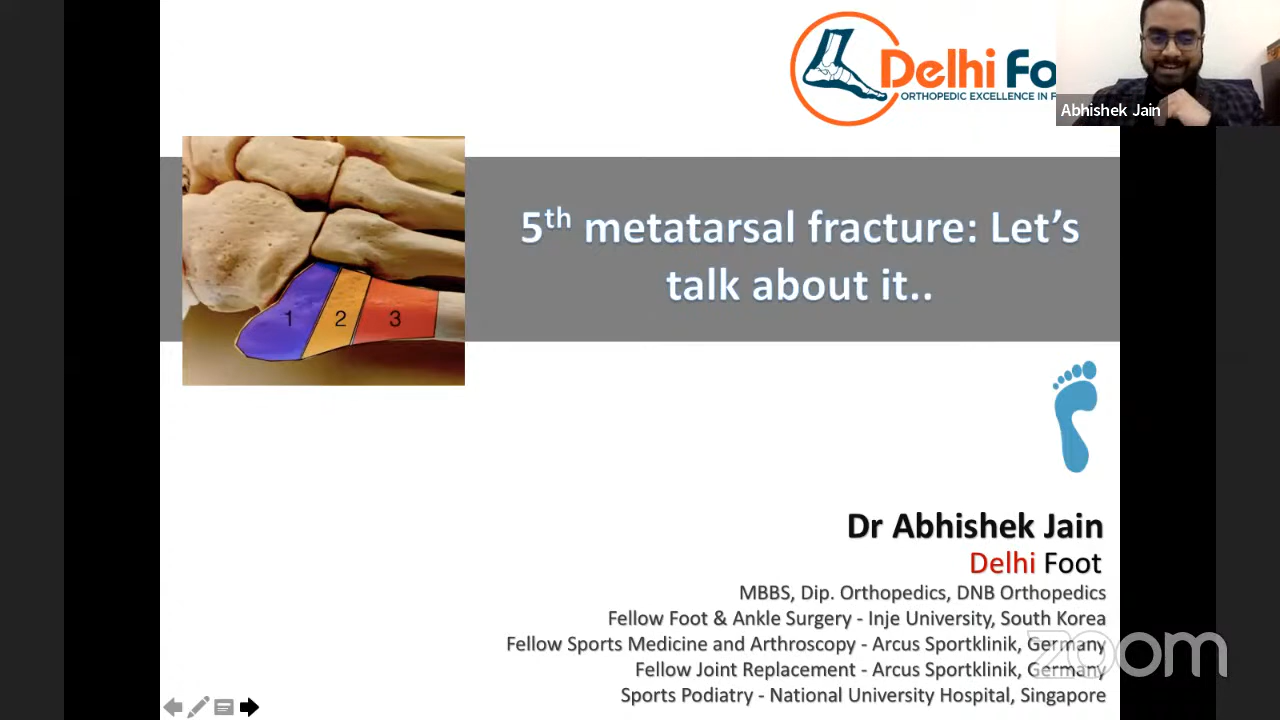 Delhi Fo
ORTHOPEDIC EXCELLENCE IN F
Abhishek Jain
1 2 3
5th metatarsal fracture: Let's
talk about it..
Dr Abhishek Jain
Delhi Foot
MBBS, Dip. Orthopedics, DNB Orthopedics
Fellow Foot & Ankle Surgery - Inje University, South Korea
Fellow Sports Medicine and Arthroscopy - Arcus Sportklinik, Germany
Fellow Joint Replacement - Arcus Sportklinik, Germany
Sports Podiatry - National University Hospital, Singapore
zoom